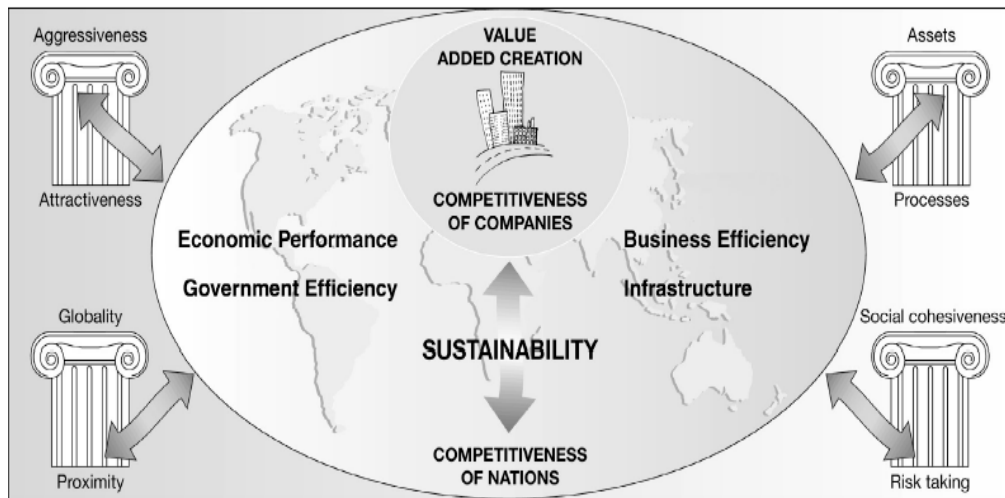 Aggressiveness
VALUE
ADDED CREATION
Assets
Attractiveness
COMPETITIVENESS
OF COMPANIES
Processes
Economic Performance
Business Efficiency
Government Efficiency
Infrastructure
Globality
Social cohesiveness
SUSTAINABILITY
COMPETITIVENESS
OF NATIONS
Proximity
Risk taking